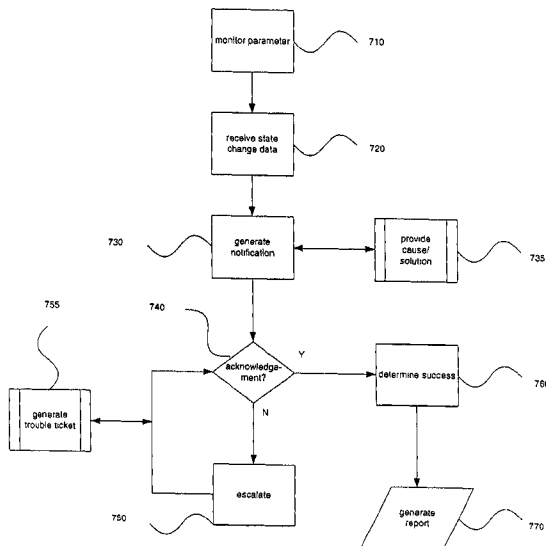 monitor parameter
710
receive state
change data
720
730
generate
notification
provide
cause/
solution
735
755
740
acknowledge-
ment?
Y
determine success
760
generate
trouble ticket
N
escalate
750
generate
report
770